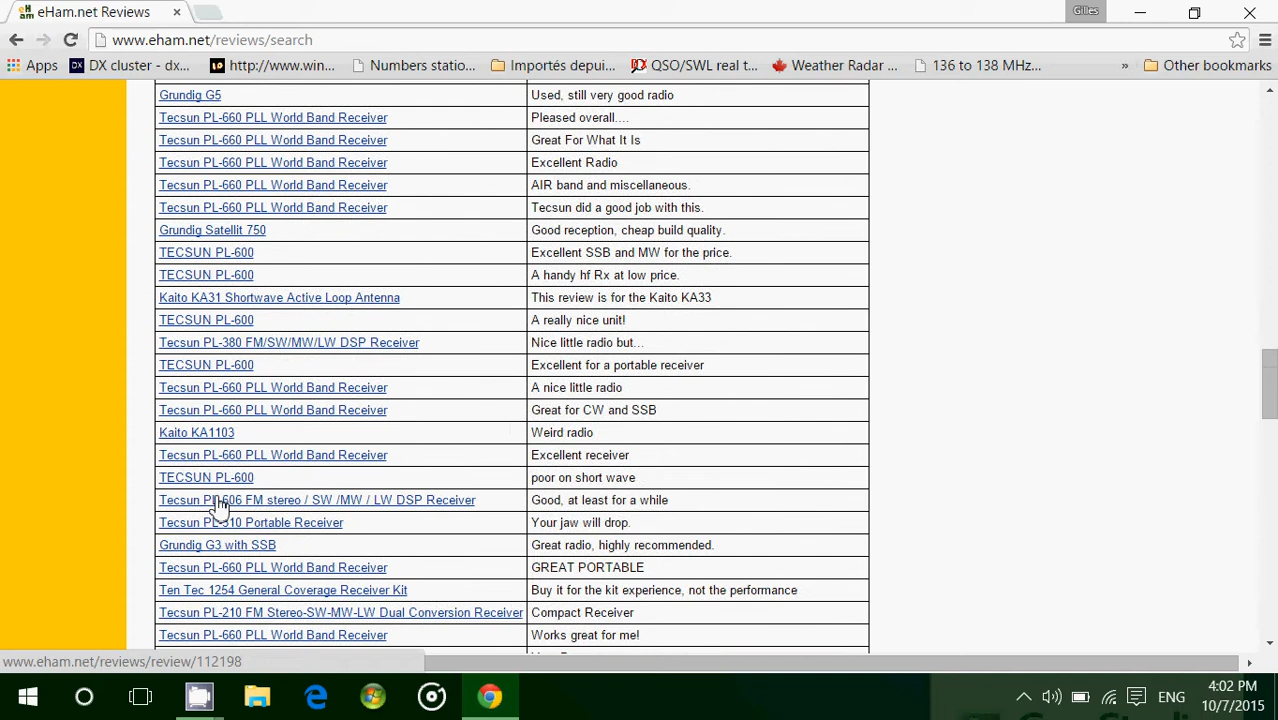 eHam.net Reviews
Gilles
www.eham.net/reviews/search
Apps DX cluster - dx... http://www.win... Numbers statio... Importés depui... QSO/SWL real t... Weather Radar ... 136 to 138 MHz... » Other bookmarks
Grundig G5 Used, still very good radio
Tecsun PL-660 PLL World Band Receiver Pleased overall....
Tecsun PL-660 PLL World Band Receiver Great For What It Is
Tecsun PL-660 PLL World Band Receiver Excellent Radio
Tecsun PL-660 PLL World Band Receiver AIR band and miscellaneous.
Tecsun PL-660 PLL World Band Receiver Tecsun did a good job with this.
Grundig Satellit 750 Good reception, cheap build quality.
TECSUN PL-600 Excellent SSB and MW for the price.
TECSUN PL-600 A handy hf Rx at low price.
Kaito KA31 Shortwave Active Loop Antenna This review is for the Kaito KA33
TECSUN PL-600 A really nice unit!
Tecsun PL-380 FM/SW/MW/LW DSP Receiver Nice little radio but...
TECSUN PL-600 Excellent for a portable receiver
Tecsun PL-660 PLL World Band Receiver A nice little radio
Tecsun PL-660 PLL World Band Receiver Great for CW and SSB
Kaito KA1103 Weird radio
Tecsun PL-660 PLL World Band Receiver Excellent receiver
TECSUN PL-600 poor on short wave
Tecsun PL-606 FM stereo / SW /MW / LW DSP Receiver Good, at least for a while
Tecsun PL-310 Portable Receiver Your jaw will drop.
Grundig G3 with SSB Great radio, highly recommended.
Tecsun PL-660 PLL World Band Receiver GREAT PORTABLE
Ten Tec 1254 General Coverage Receiver Kit Buy it for the kit experience, not the performance
Tecsun PL-210 FM Stereo-SW-MW-LW Dual Conversion Receiver Compact Receiver
Tecsun PL-660 PLL World Band Receiver Works great for me!
www.eham.net/reviews/review/112198
ENG
4:02 PM
10/7/2015